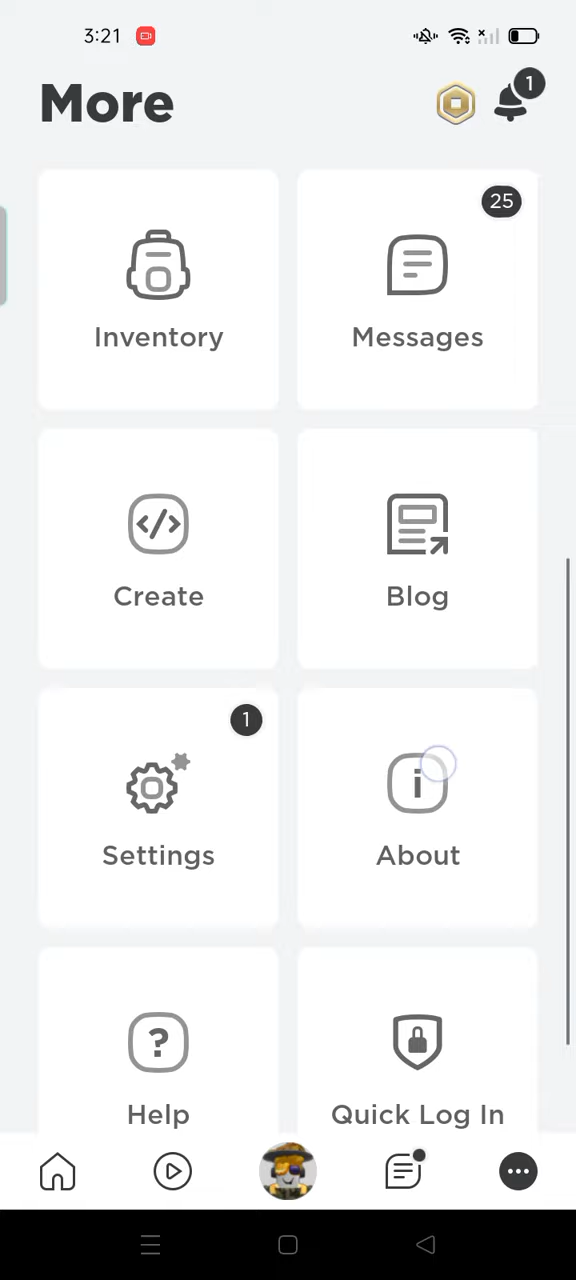 3:21
More
1
25
Inventory
Messages
</>
Create
Blog
1
i
Settings
About
?
Help
Quick Log In